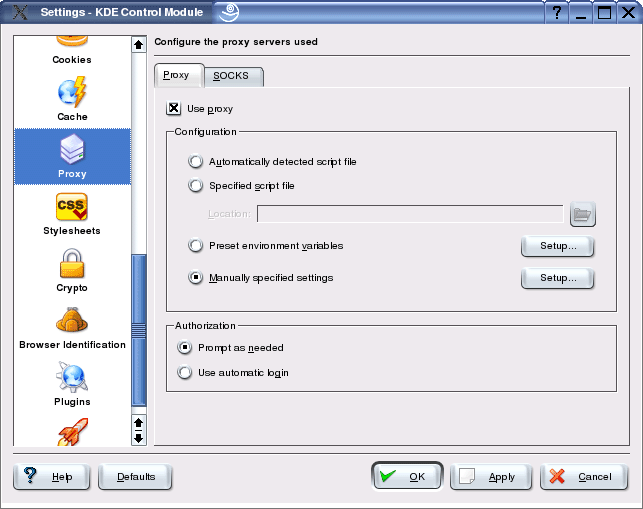 Settings - KDE Control Module
Configure the proxy servers used
Cookies
Cache
Proxy
CSS
Stylesheets
Crypto
Browser Identification
Plugins
Proxy
SOCKS
Use proxy
Configuration
Automatically detected script file
Specified script file
Location:
Preset environment variables
Setup...
Manually specified settings
Setup...
Authorization
Prompt as needed
Use automatic login
Help
Defaults
OK
Apply
Cancel